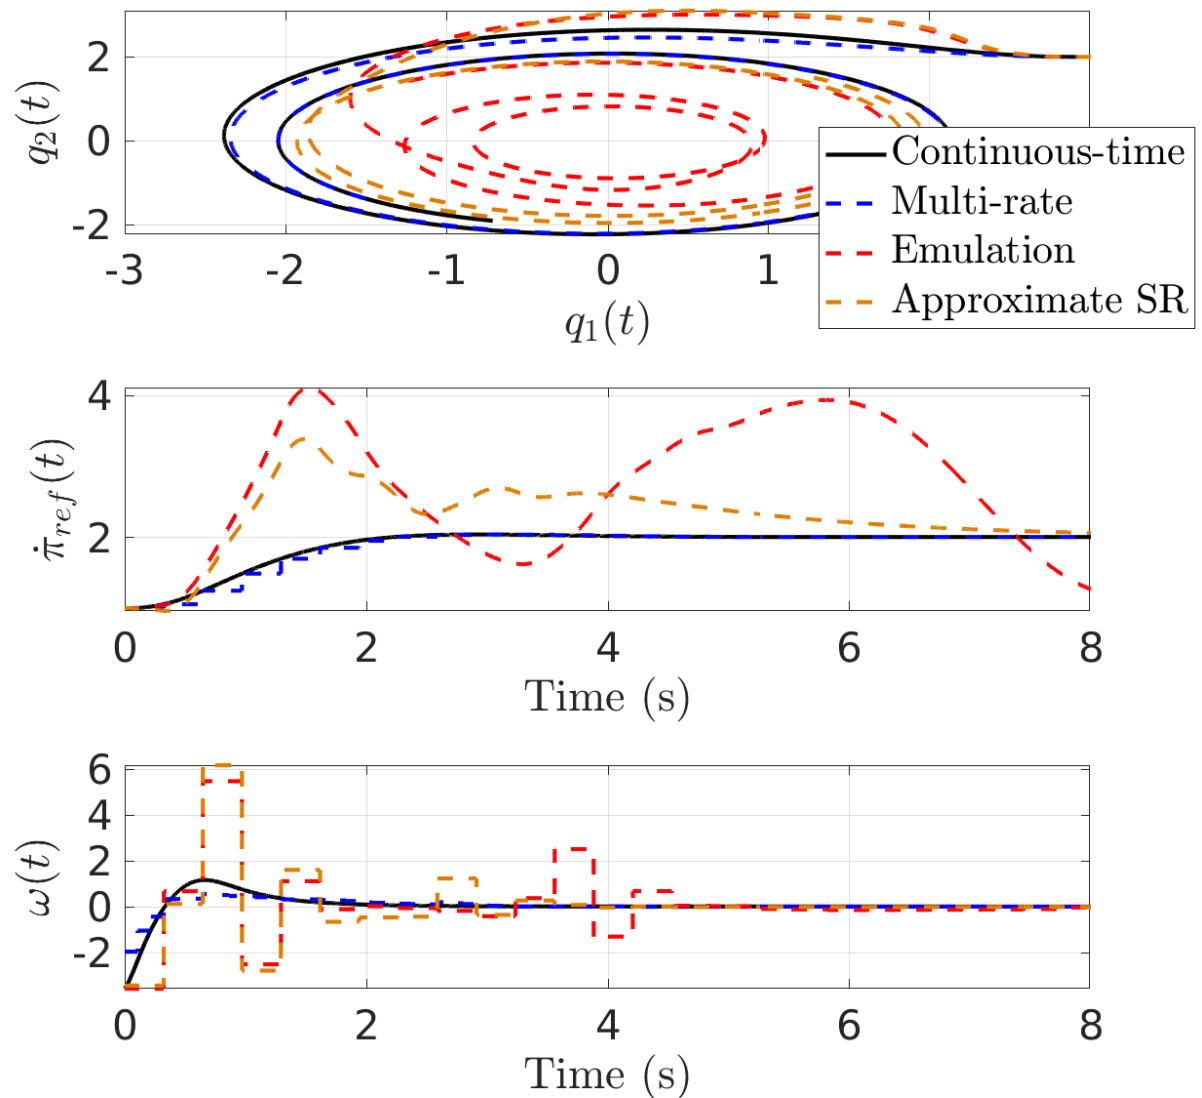 2
0
-2
q₂(t)
-3 -2 -1 0 1
q₁(t)
Continuous-time
Multi-rate
Emulation
Approximate SR
4
2
π̇_ref(t)
0 2 4 6 8
Time (s)
6
4
2
0
-2
ω(t)
0 2 4 6 8
Time (s)